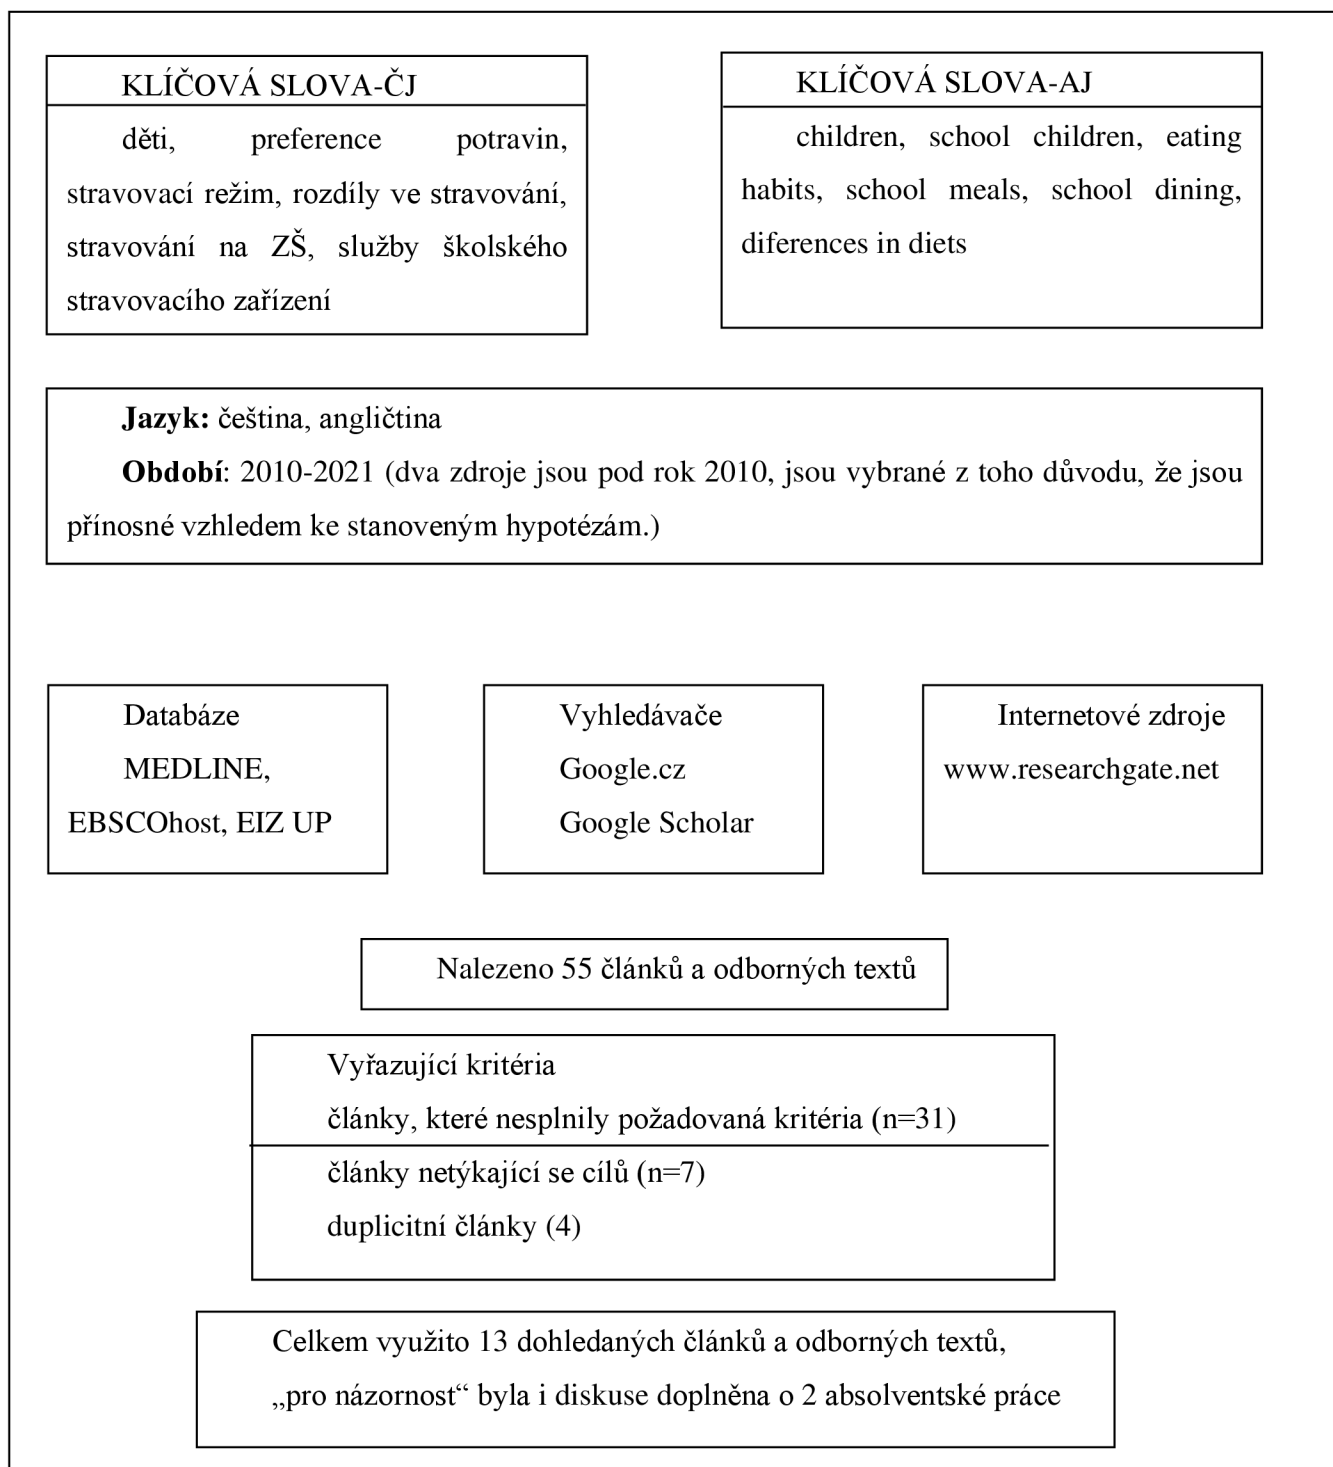 KLÍČOVÁ SLOVA-ČJ
děti, preference potravin,
stravovací režim, rozdíly ve stravování,
stravování na ZŠ, služby školského
stravovacího zařízení
KLÍČOVÁ SLOVA-AJ
children, school children, eating
habits, school meals, school dining,
diferences in diets
Jazyk: čeština, angličtina
Období: 2010-2021 (dva zdroje jsou pod rok 2010, jsou vybrané z toho důvodu, že jsou
přínosné vzhledem ke stanoveným hypotézám.)
Databáze
MEDLINE,
EBSCOhost, EIZ UP
Vyhledávače
Google.cz
Google Scholar
Internetové zdroje
www.researchgate.net
Nalezeno 55 článků a odborných textů
Vyřazující kritéria
články, které nesplnily požadovaná kritéria (n=31)
články netýkající se cílů (n=7)
duplicitní články (4)
Celkem využito 13 dohledaných článků a odborných textů,
„pro názornost“ byla i diskuse doplněna o 2 absolventské práce